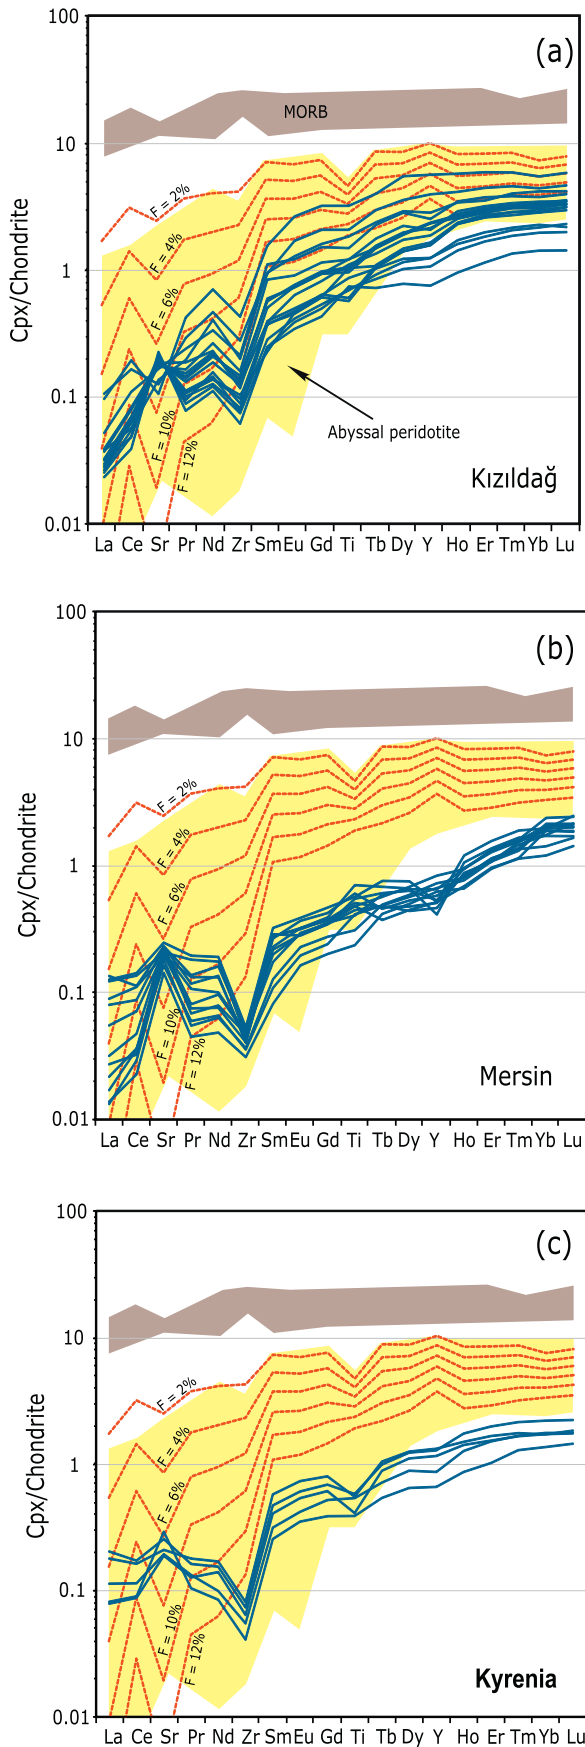 100
(a)
MORB
10
F = 2%
F = 4%
1
F = 6%
Cpx/Chondrite
0.1
Abyssal peridotite
F = 10%
F = 12%
Kızıldağ
0.01
La Ce Sr Pr Nd Zr Sm Eu Gd Ti Tb Dy Y Ho Er Tm Yb Lu
100
(b)
10
F = 2%
F = 4%
1
F = 6%
Cpx/Chondrite
0.1
F = 10%
F = 12%
Mersin
0.01
La Ce Sr Pr Nd Zr Sm Eu Gd Ti Tb Dy Y Ho Er Tm Yb Lu
100
(c)
10
F = 2%
F = 4%
1
F = 6%
Cpx/Chondrite
0.1
F = 10%
F = 12%
Kyrenia
0.01
La Ce Sr Pr Nd Zr Sm Eu Gd Ti Tb Dy Y Ho Er Tm Yb Lu